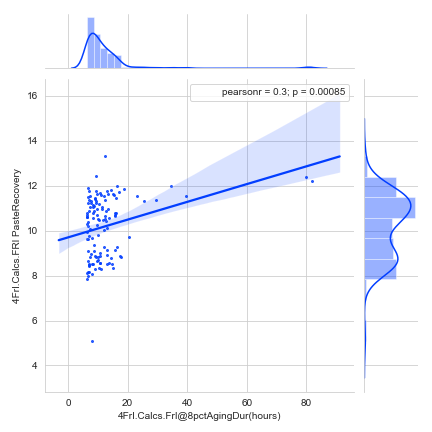 pearsonr = 0.3; p = 0.00085
16
14
12
10
8
6
4
4Frl.Calcs.FRI PasteRecovery
0 20 40 60 80
4Frl.Calcs.Frl@8pctAgingDur(hours)